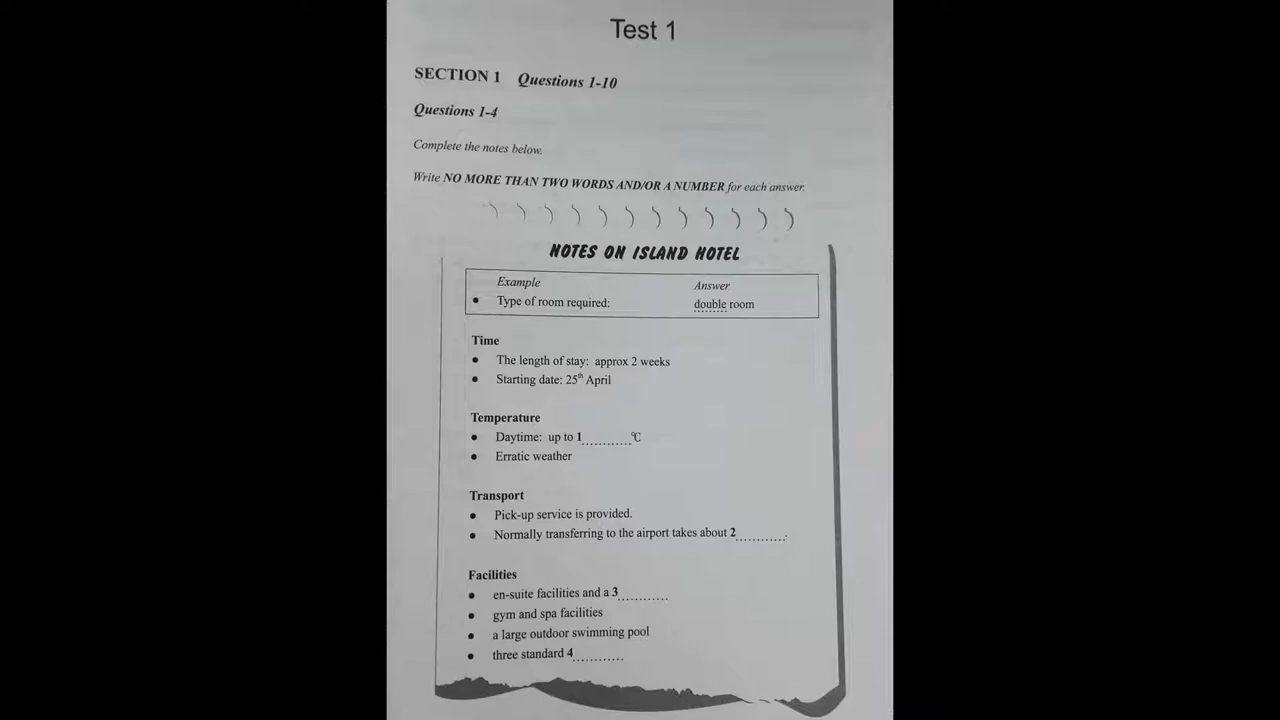 Test 1
SECTION 1 Questions 1-10
Questions 1-4
Complete the notes below.
Write NO MORE THAN TWO WORDS AND/OR A NUMBER for each answer.
NOTES ON ISLAND HOTEL
Example Answer
● Type of room required: double room
Time
● The length of stay: approx 2 weeks
● Starting date: 25th April
Temperature
● Daytime: up to 1...........℃
● Erratic weather
Transport
● Pick-up service is provided.
● Normally transferring to the airport takes about 2...........
Facilities
● en-suite facilities and a 3...........
● gym and spa facilities
● a large outdoor swimming pool
● three standard 4...........